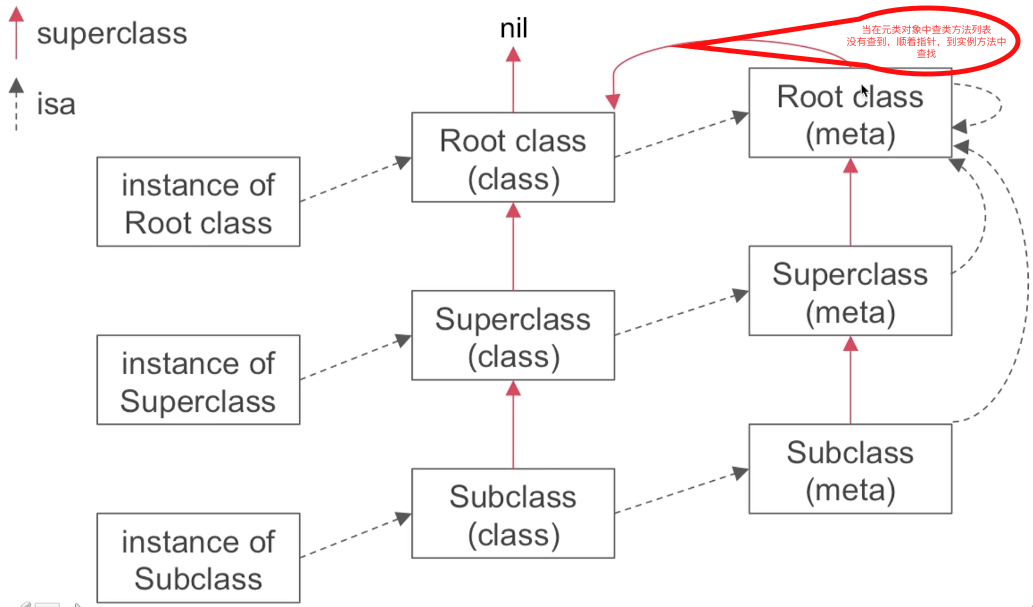 superclass
isa
nil
当在元类对象中查类方法列表
没有查到，顺着指针，到实例方法中
查找
Root class
(meta)
Root class
(class)
instance of
Root class
Superclass
(meta)
Superclass
(class)
instance of
Superclass
Subclass
(meta)
Subclass
(class)
instance of
Subclass